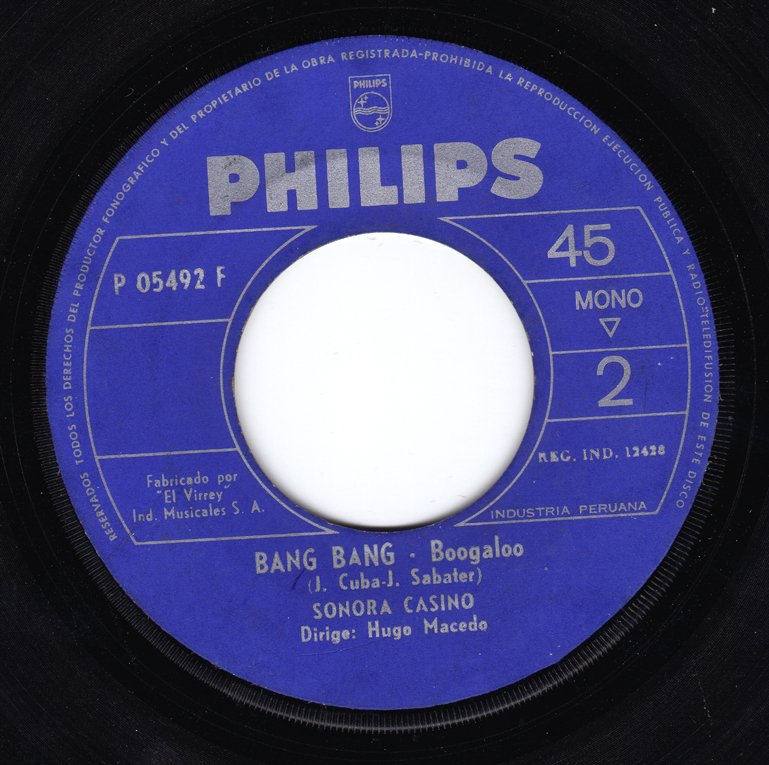 RESERVADOS TODOS LOS DERECHOS DEL PRODUCTOR FONOGRAFICO Y DEL PROPIETARIO DE LA OBRA REGISTRADA-PROHIBIDA LA REPRODUCCION EJECUCION PUBLICA Y RADIO-TELEDIFUSION DE ESTE DISCO
PHILIPS
PHILIPS
P 05492 F
45
MONO
2
REG. IND. 12428
Fabricado por
"El Virrey"
Ind. Musicales S. A.
INDUSTRIA PERUANA
BANG BANG - Boogaloo
(J. Cuba-J. Sabater)
SONORA CASINO
Dirige: Hugo Macedo